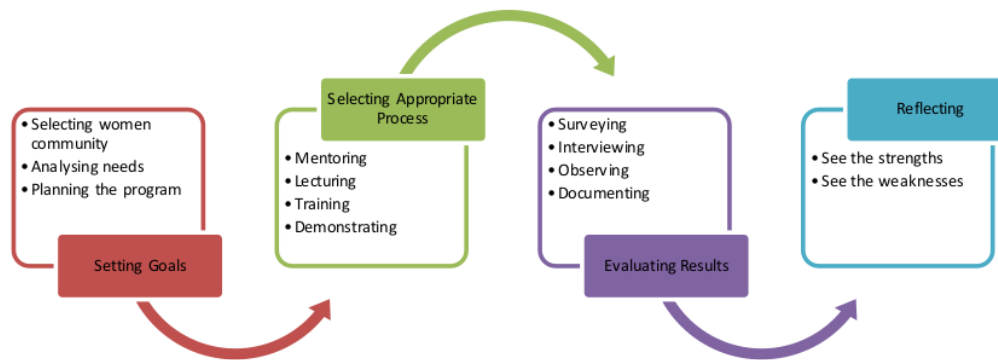 • Selecting women
community
• Analysing needs
• Planning the program
Setting Goals
Selecting Appropriate
Process
• Mentoring
• Lecturing
• Training
• Demonstrating
• Surveying
• Interviewing
• Observing
• Documenting
Evaluating Results
Reflecting
• See the strengths
• See the weaknesses